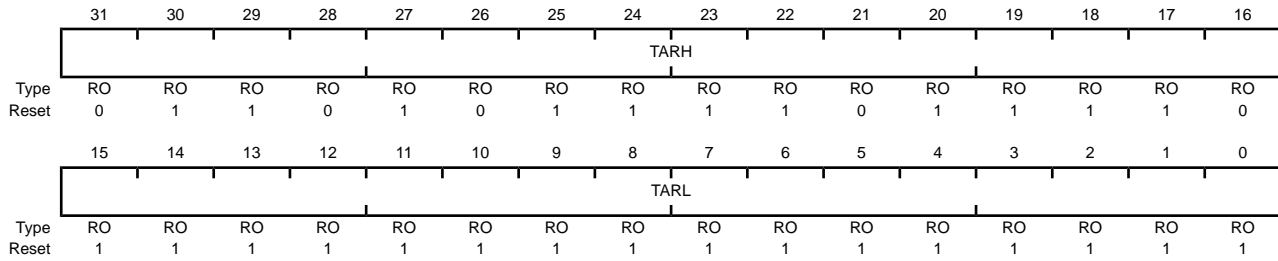 31 30 29 28 27 26 25 24 23 22 21 20 19 18 17 16
TARH
Type RO RO RO RO RO RO RO RO RO RO RO RO RO RO RO RO
Reset 0 1 1 0 1 0 1 1 1 1 0 1 1 1 1 0
15 14 13 12 11 10 9 8 7 6 5 4 3 2 1 0
TARL
Type RO RO RO RO RO RO RO RO RO RO RO RO RO RO RO RO
Reset 1 1 1 1 1 1 1 1 1 1 1 1 1 1 1 1